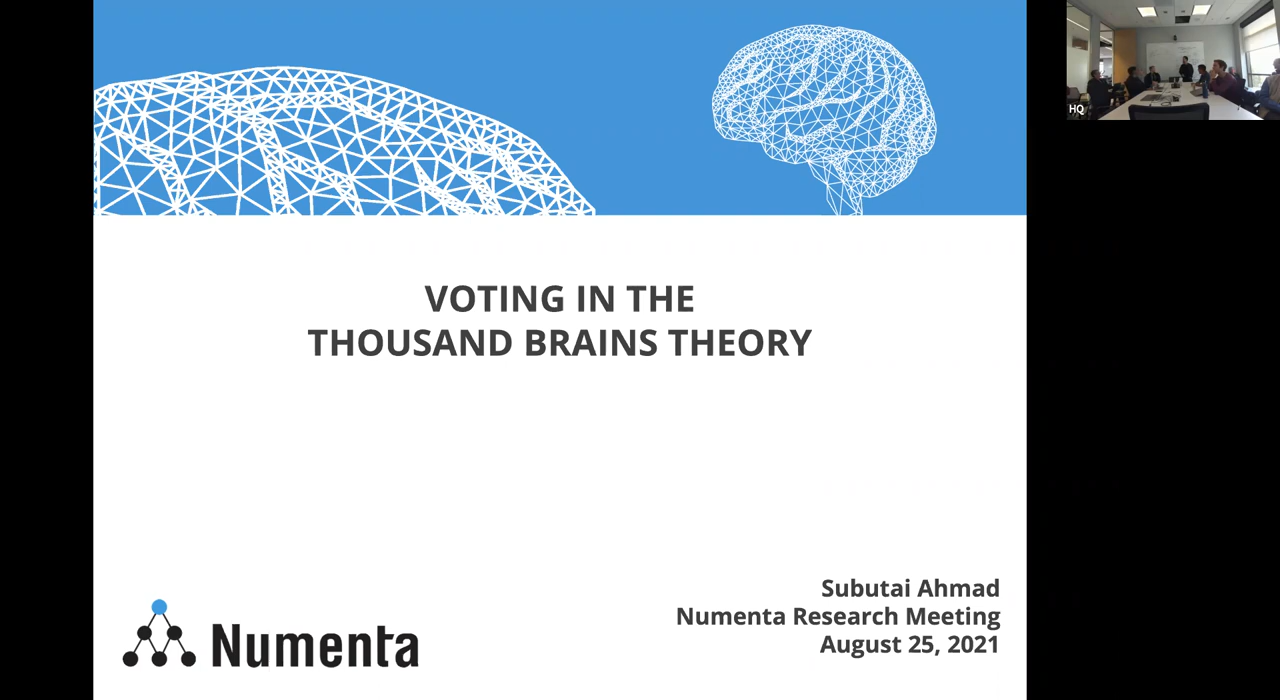 HQ
VOTING IN THE
THOUSAND BRAINS THEORY
Subutai Ahmad
Numenta Research Meeting
August 25, 2021
Numenta